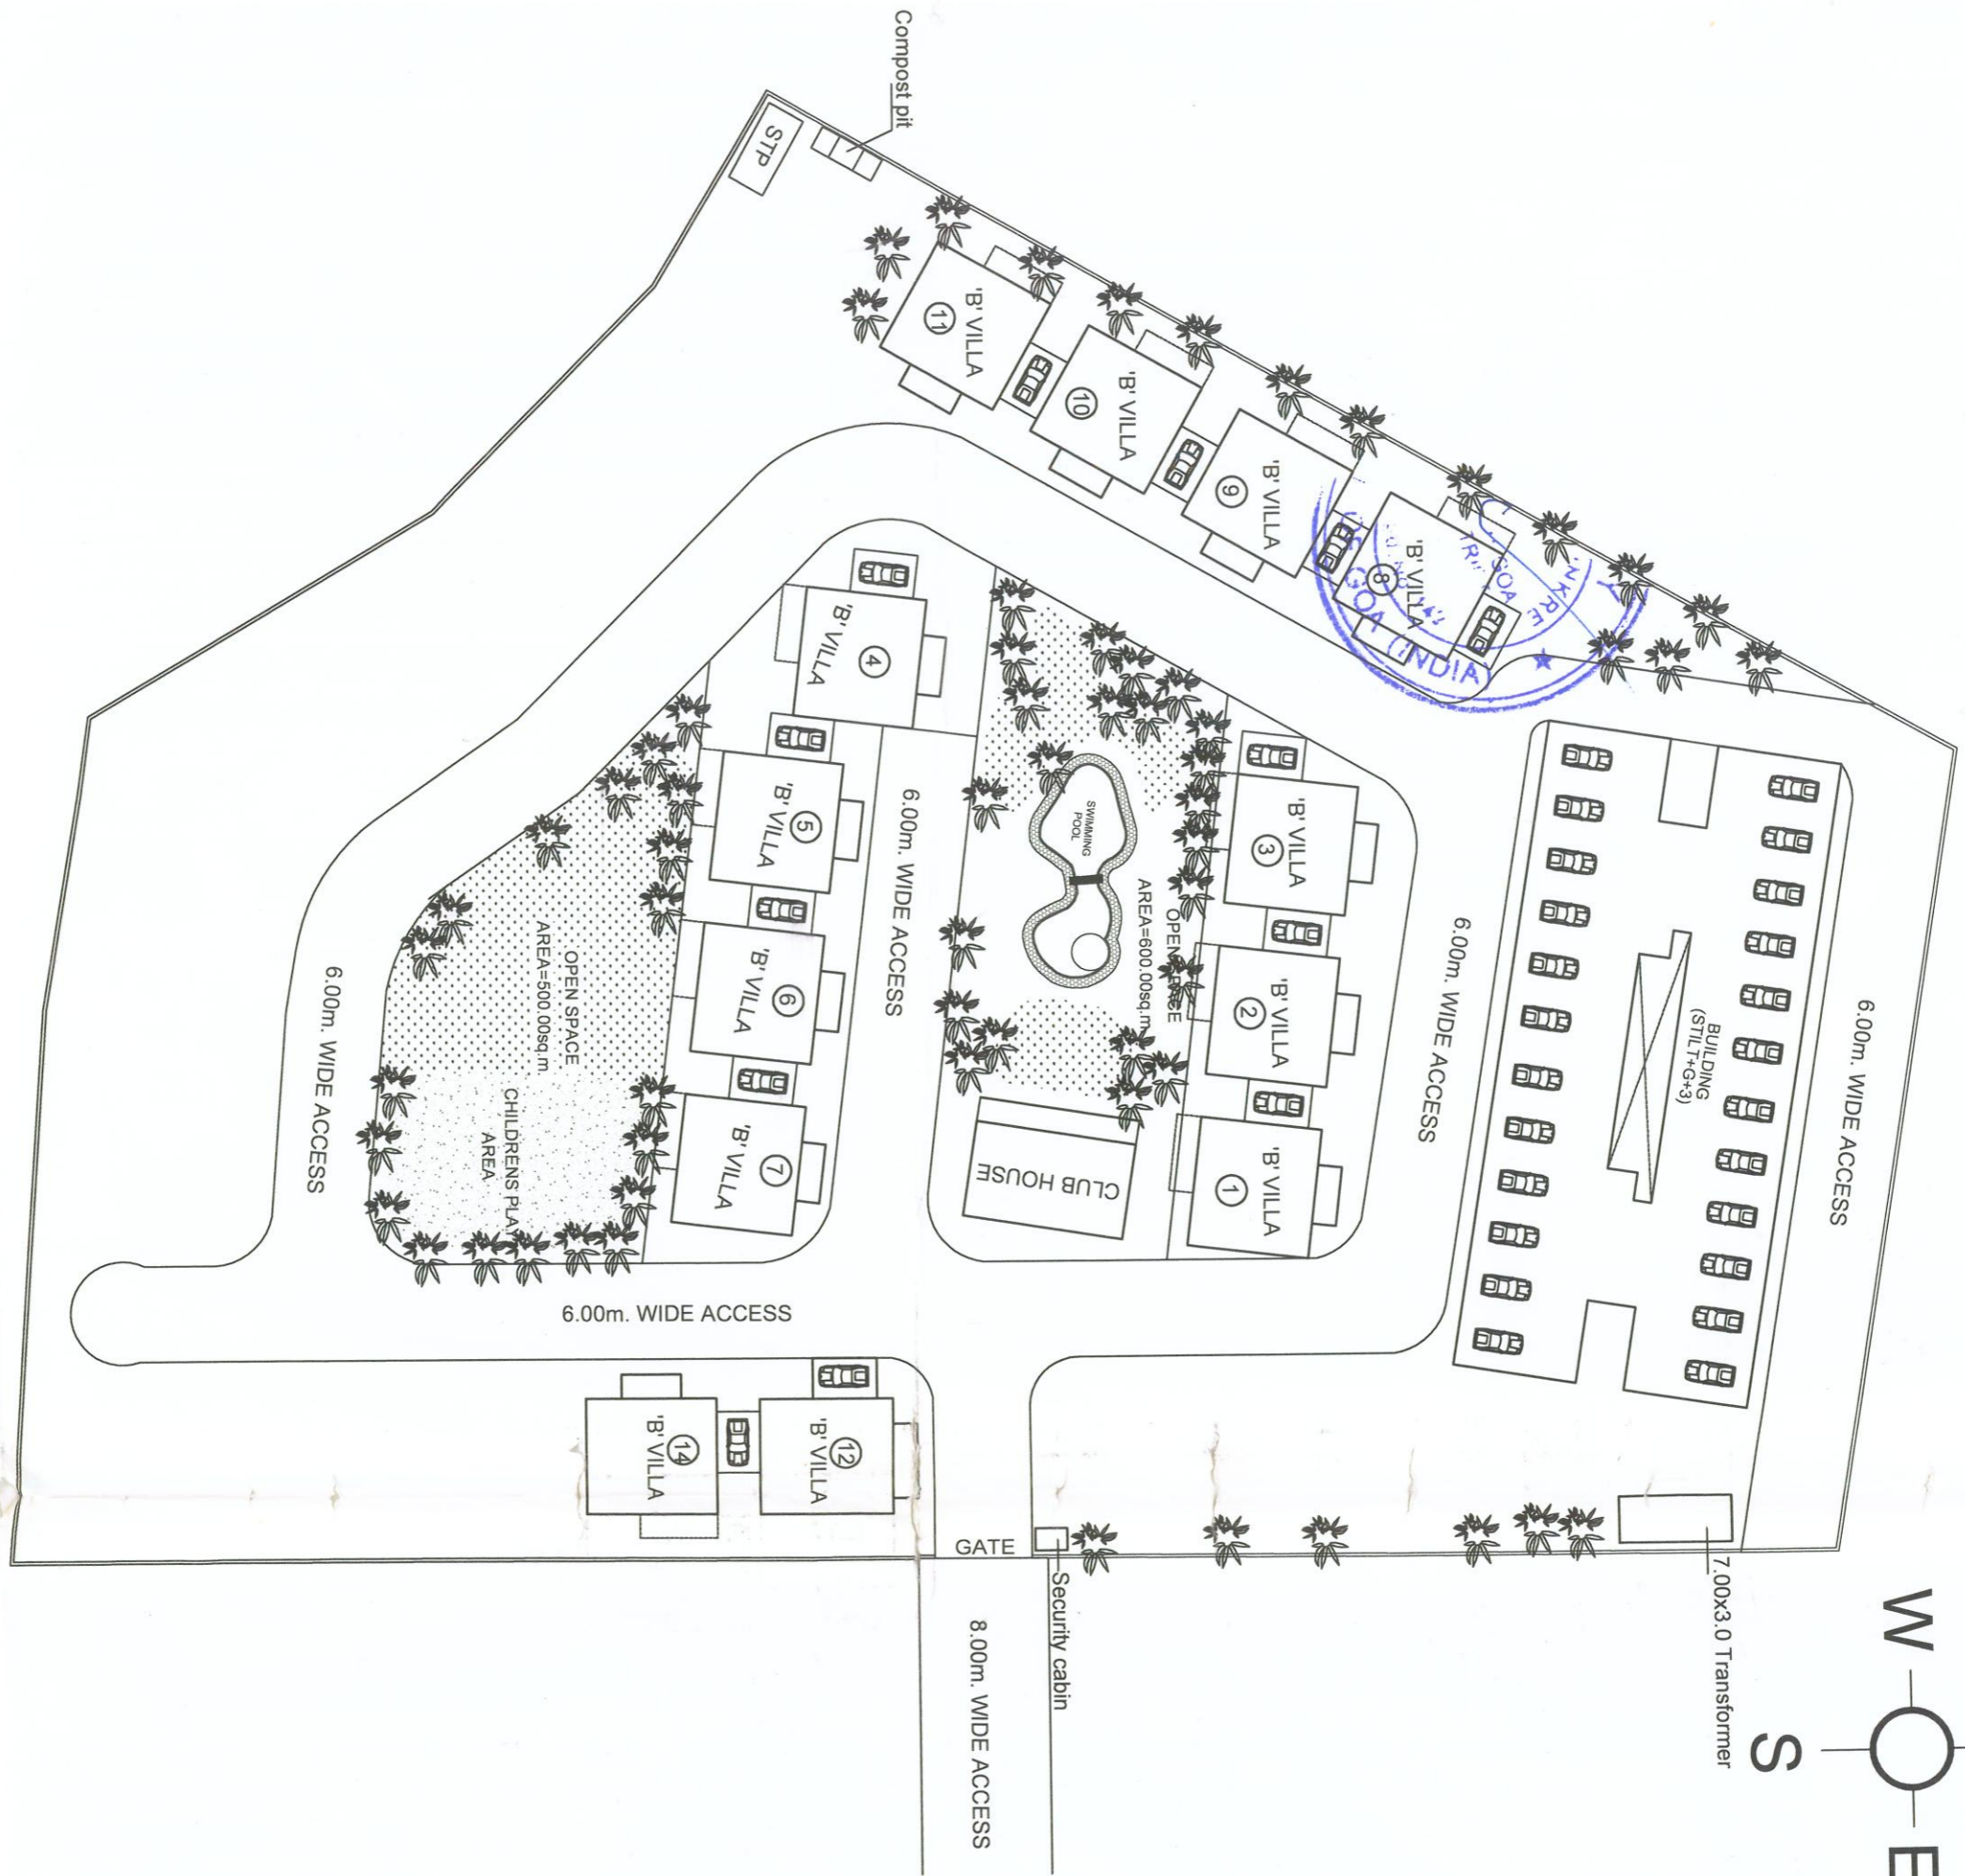 Compost pit
STP
'B' VILLA
11
'B' VILLA
10
'B' VILLA
9
'B' VILLA
8
GOA
NKRE
GOA (INDIA)
'B' VILLA
4
'B' VILLA
5
'B' VILLA
6
'B' VILLA
7
6.00m. WIDE ACCESS
SWIMMING
POOL
OPEN SPACE
AREA=600.00sq.m
'B' VILLA
3
'B' VILLA
2
'B' VILLA
1
CLUB HOUSE
6.00m. WIDE ACCESS
BUILDING
(STILT+G+3)
6.00m. WIDE ACCESS
OPEN SPACE
AREA=500.00sq.m
CHILDRENS PLAY
AREA
6.00m. WIDE ACCESS
6.00m. WIDE ACCESS
14
'B' VILLA
12
'B' VILLA
GATE
Security cabin
8.00m. WIDE ACCESS
7.00x3.0 Transformer
W
S
E